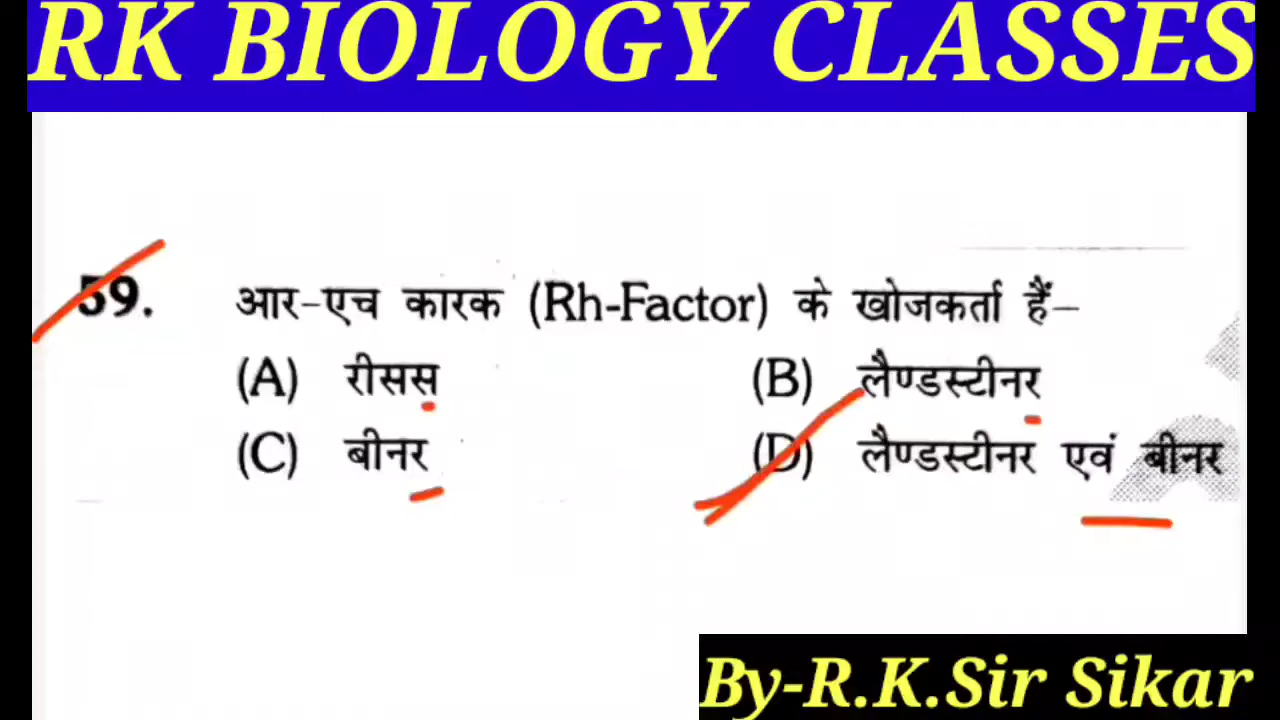 RK BIOLOGY CLASSES
59. आर-एच कारक (Rh-Factor) के खोजकर्ता हैं–
(A) रीसस (B) लैण्डस्टीनर
(C) बीनर (D) लैण्डस्टीनर एवं बीनर
By-R.K.Sir Sikar